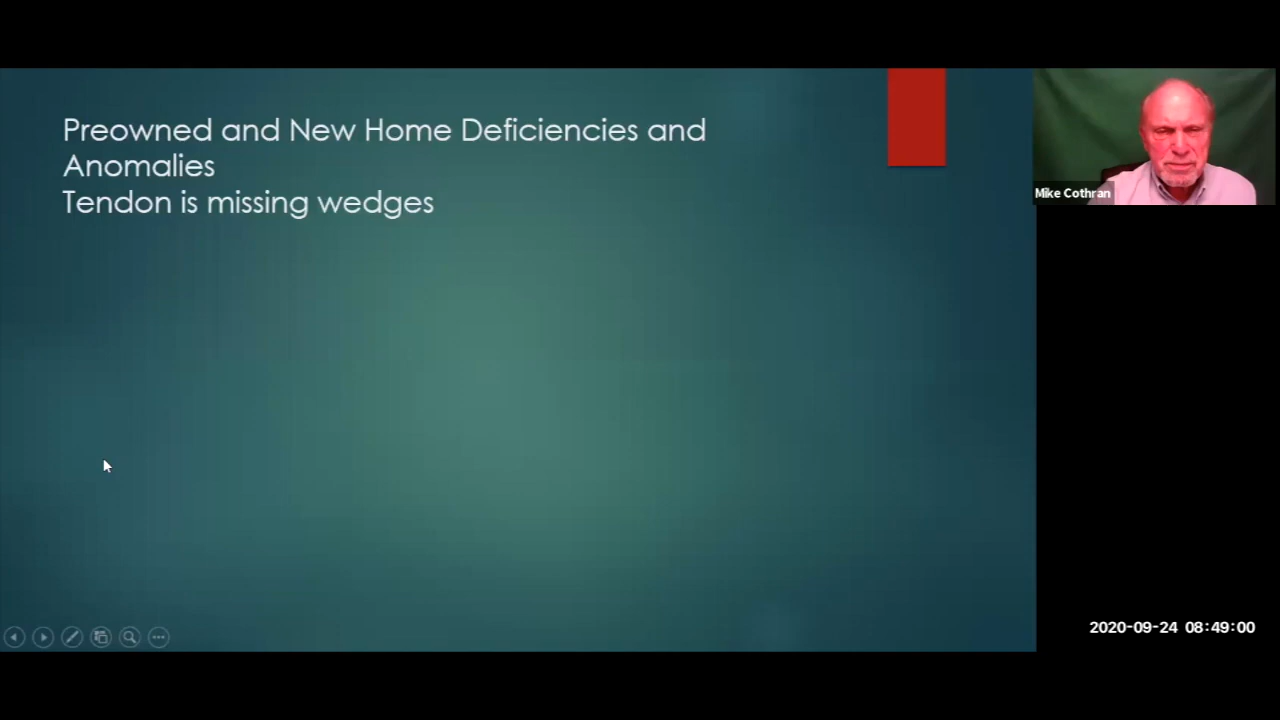 Preowned and New Home Deficiencies and
Anomalies
Tendon is missing wedges
Mike Cothran
2020-09-24 08:49:00